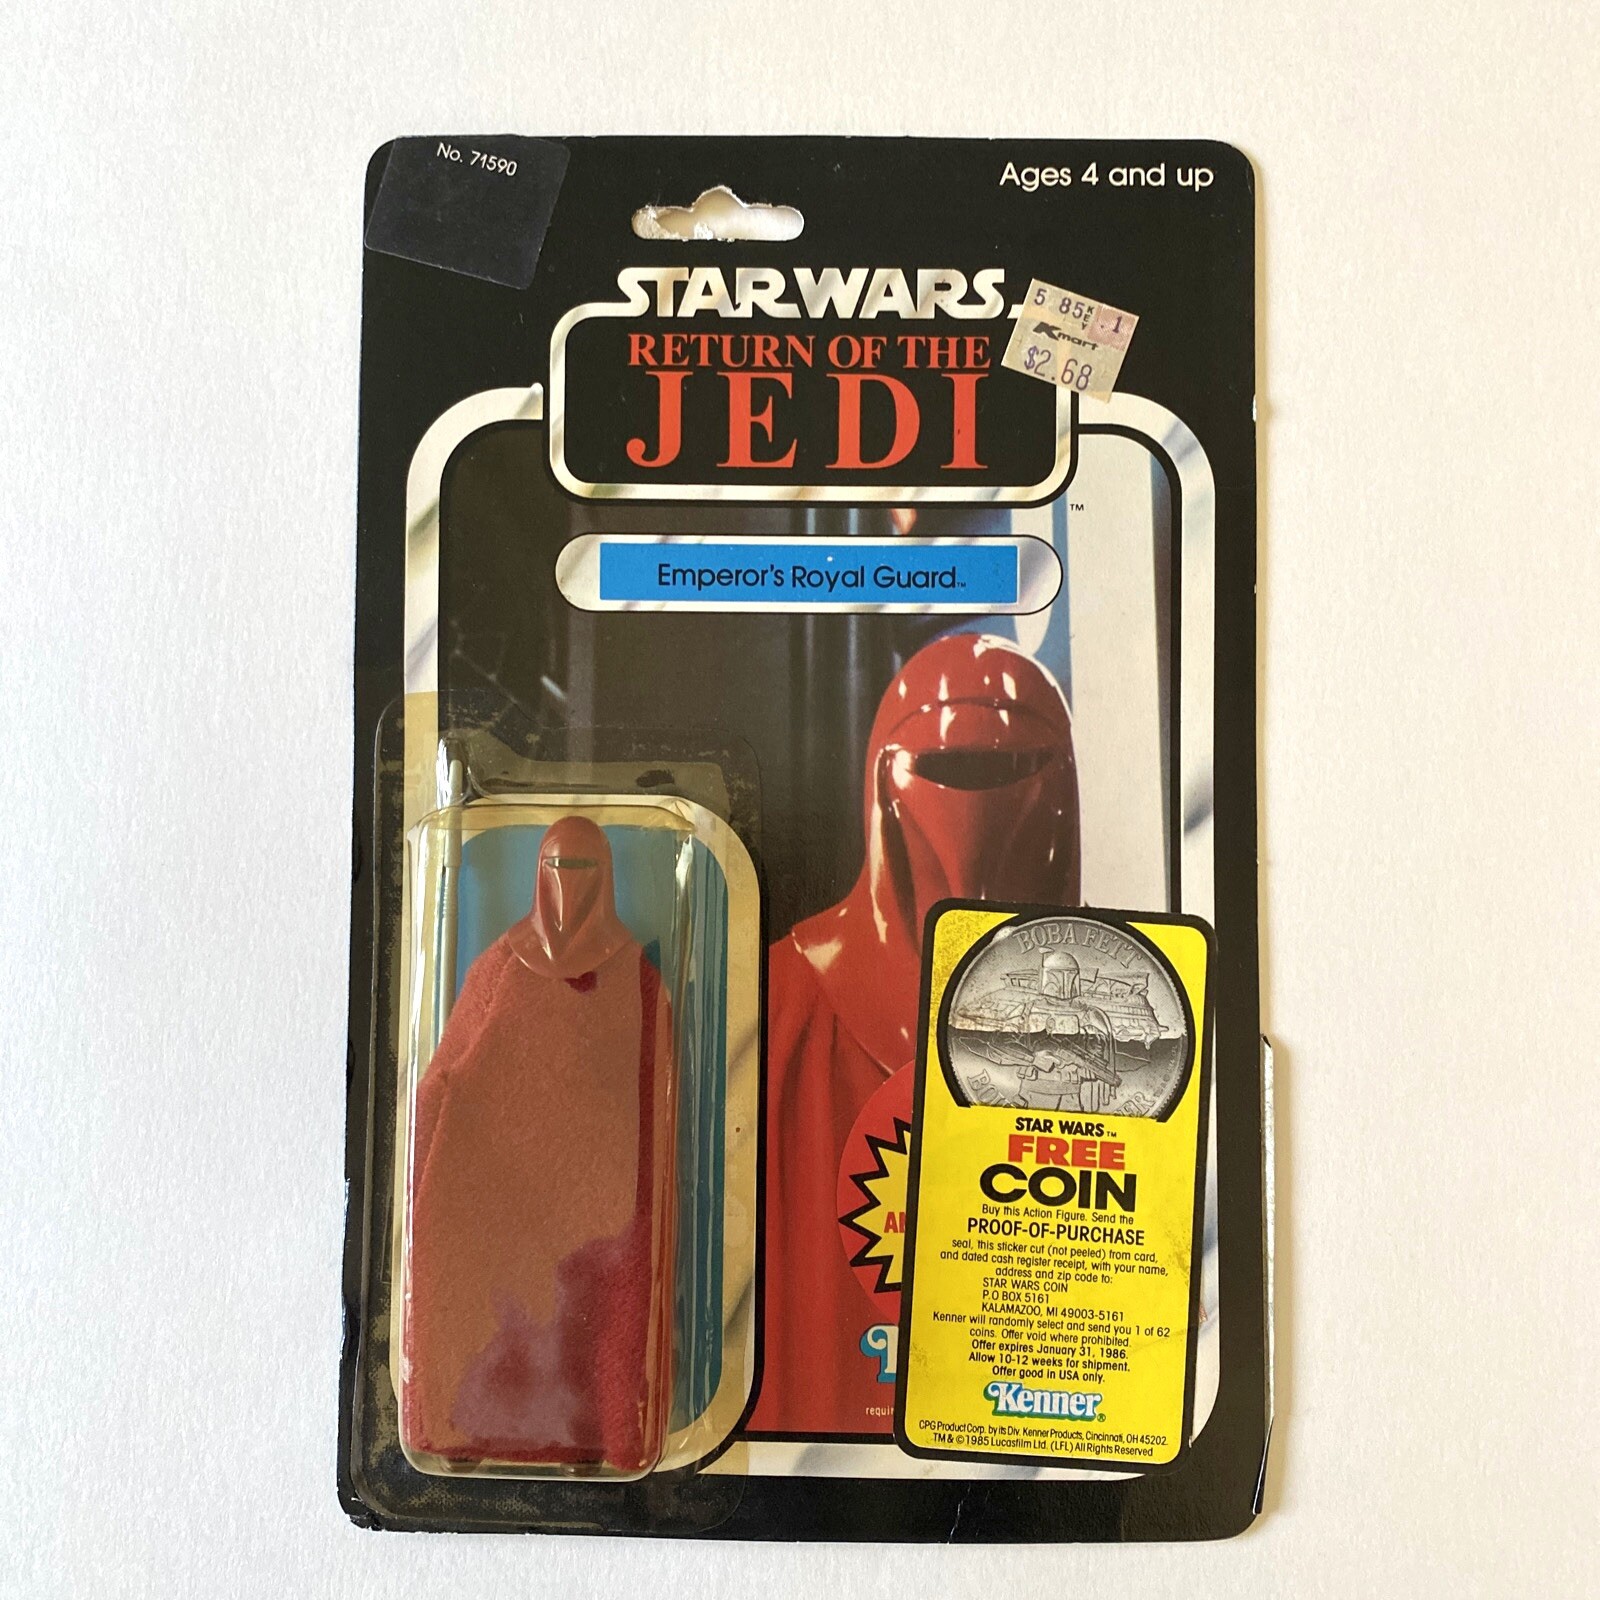 No. 71590
Ages 4 and up
STAR WARS
5 85 KEY .1
Kmart
$2.68
RETURN OF THE
JEDI
TM
Emperor's Royal Guard™
BOBA FETT
STAR WARS™
FREE
COIN
Buy this Action Figure. Send the
PROOF-OF-PURCHASE
seal, this sticker cut (not peeled) from card,
and dated cash register receipt, with your name,
address and zip code to:
STAR WARS COIN
P.O BOX 5161
KALAMAZOO, MI 49003-5161
Kenner will randomly select and send you 1 of 62
coins. Offer void where prohibited.
Offer expires January 31, 1986.
Allow 10-12 weeks for shipment.
Offer good in USA only.
Kenner®
CPG Product Corp. by its Div. Kenner Products, Cincinnati, OH 45202.
TM & © 1985 Lucasfilm Ltd. (LFL) All Rights Reserved